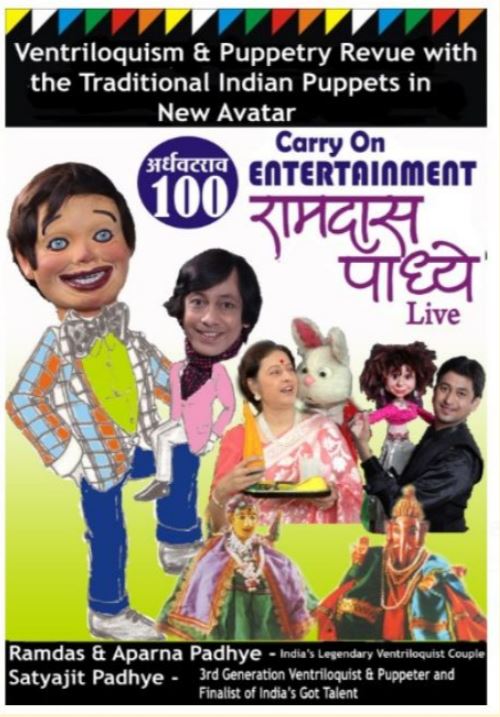 Ventriloquism & Puppetry Revue with
the Traditional Indian Puppets in
New Avatar
अर्धवटराव
100
Carry On
ENTERTAINMENT
रामदास
पाध्ये
Live
Ramdas & Aparna Padhye - India's Legendary Ventriloquist Couple
Satyajit Padhye - 3rd Generation Ventriloquist & Puppeter and
Finalist of India's Got Talent